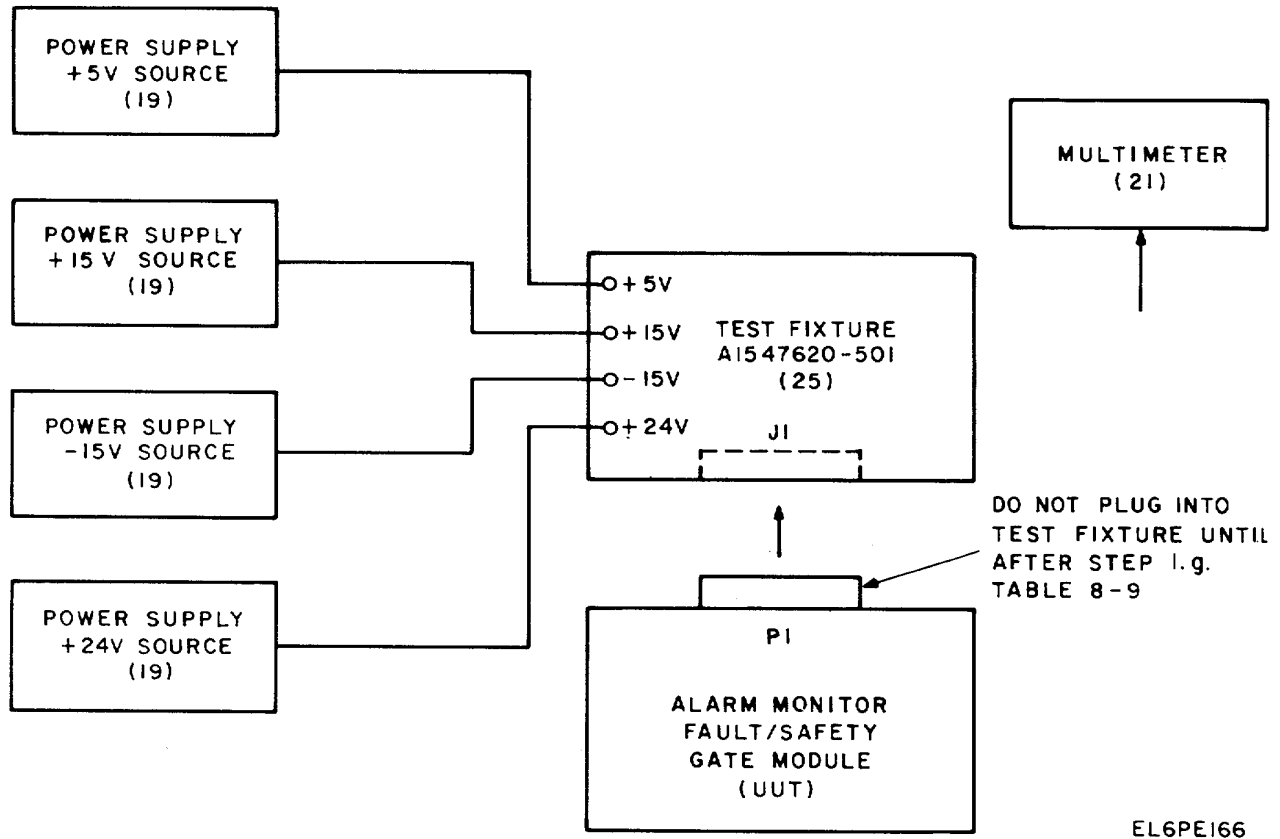 POWER SUPPLY
+5V SOURCE
(19)
POWER SUPPLY
+15V SOURCE
(19)
POWER SUPPLY
-15V SOURCE
(19)
POWER SUPPLY
+24V SOURCE
(19)
MULTIMETER
(21)
+5V
+15V
-15V
+24V
TEST FIXTURE
A1547620-501
(25)
J1
DO NOT PLUG INTO
TEST FIXTURE UNTIL
AFTER STEP 1.g.
TABLE 8-9
P1
ALARM MONITOR
FAULT/SAFETY
GATE MODULE
(UUT)
EL6PE166